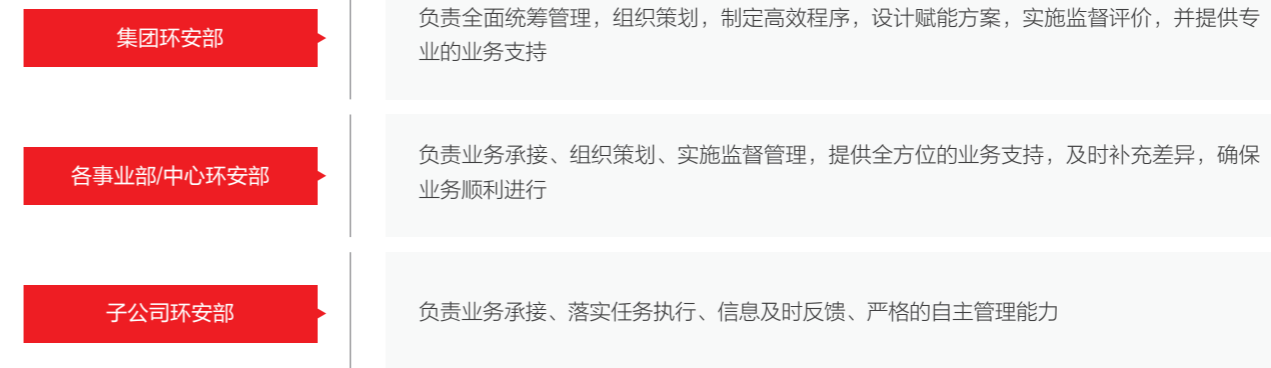 集团环安部
负责全面统筹管理，组织策划，制定高效程序，设计赋能方案，实施监督评价，并提供专
业的业务支持
各事业部/中心环安部
负责业务承接、组织策划、实施监督管理，提供全方位的业务支持，及时补充差异，确保
业务顺利进行
子公司环安部
负责业务承接、落实任务执行、信息及时反馈、严格的自主管理能力